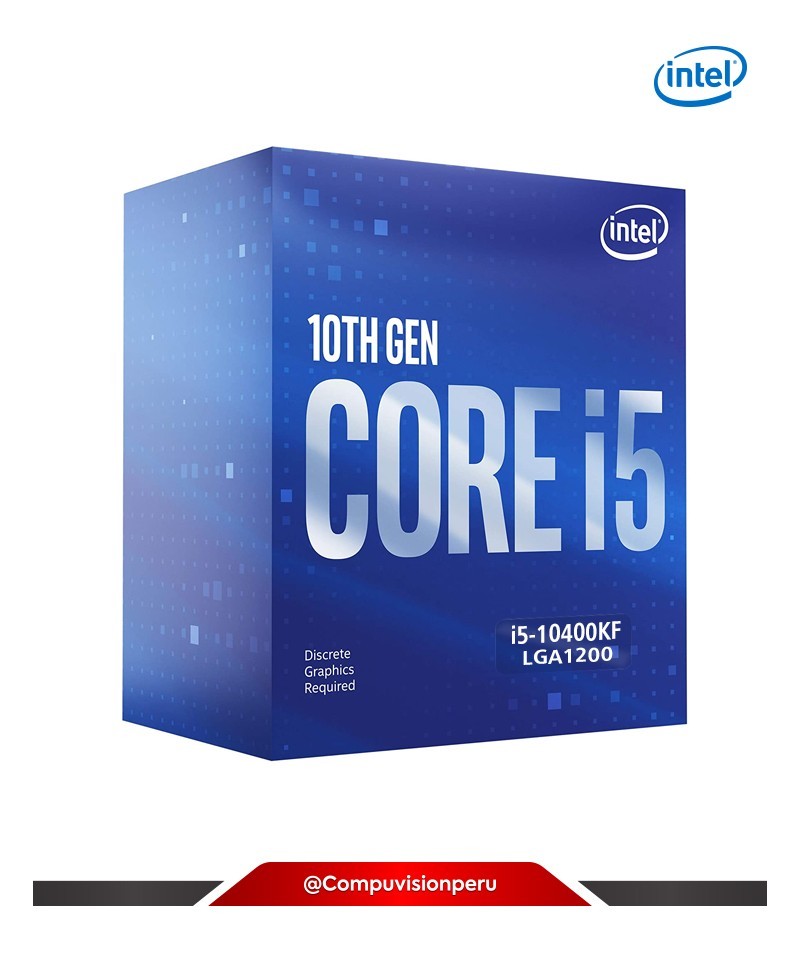 intel
intel
10TH GEN
CORE i5
i5-10400KF
LGA1200
Discrete
Graphics
Required
@Compuvisionperu